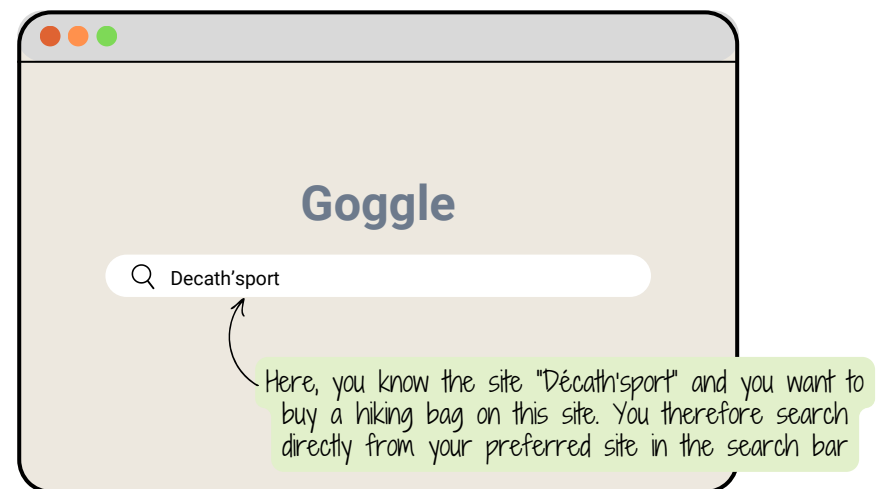 Goggle
Decath’sport
Here, you know the site "Décath'sport" and you want to
buy a hiking bag on this site. You therefore search
directly from your preferred site in the search bar